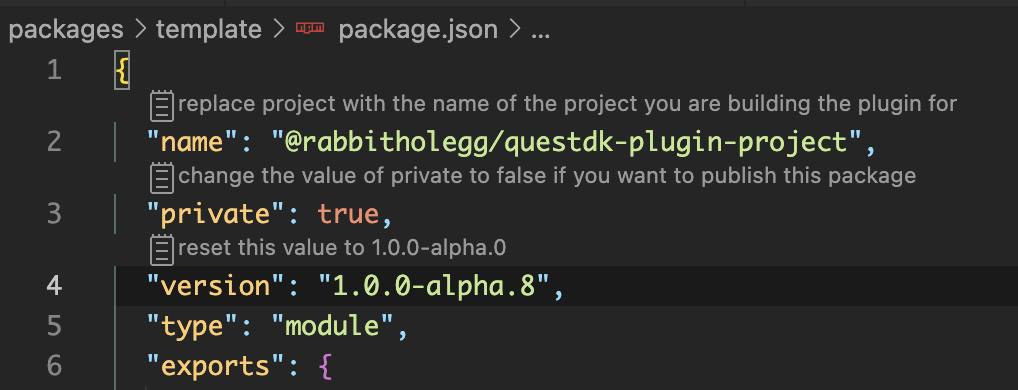 packages > template > package.json > ...
1 {
replace project with the name of the project you are building the plugin for
2 "name": "@rabbitholegg/questdk-plugin-project",
change the value of private to false if you want to publish this package
3 "private": true,
reset this value to 1.0.0-alpha.0
4 "version": "1.0.0-alpha.8",
5 "type": "module",
6 "exports": {